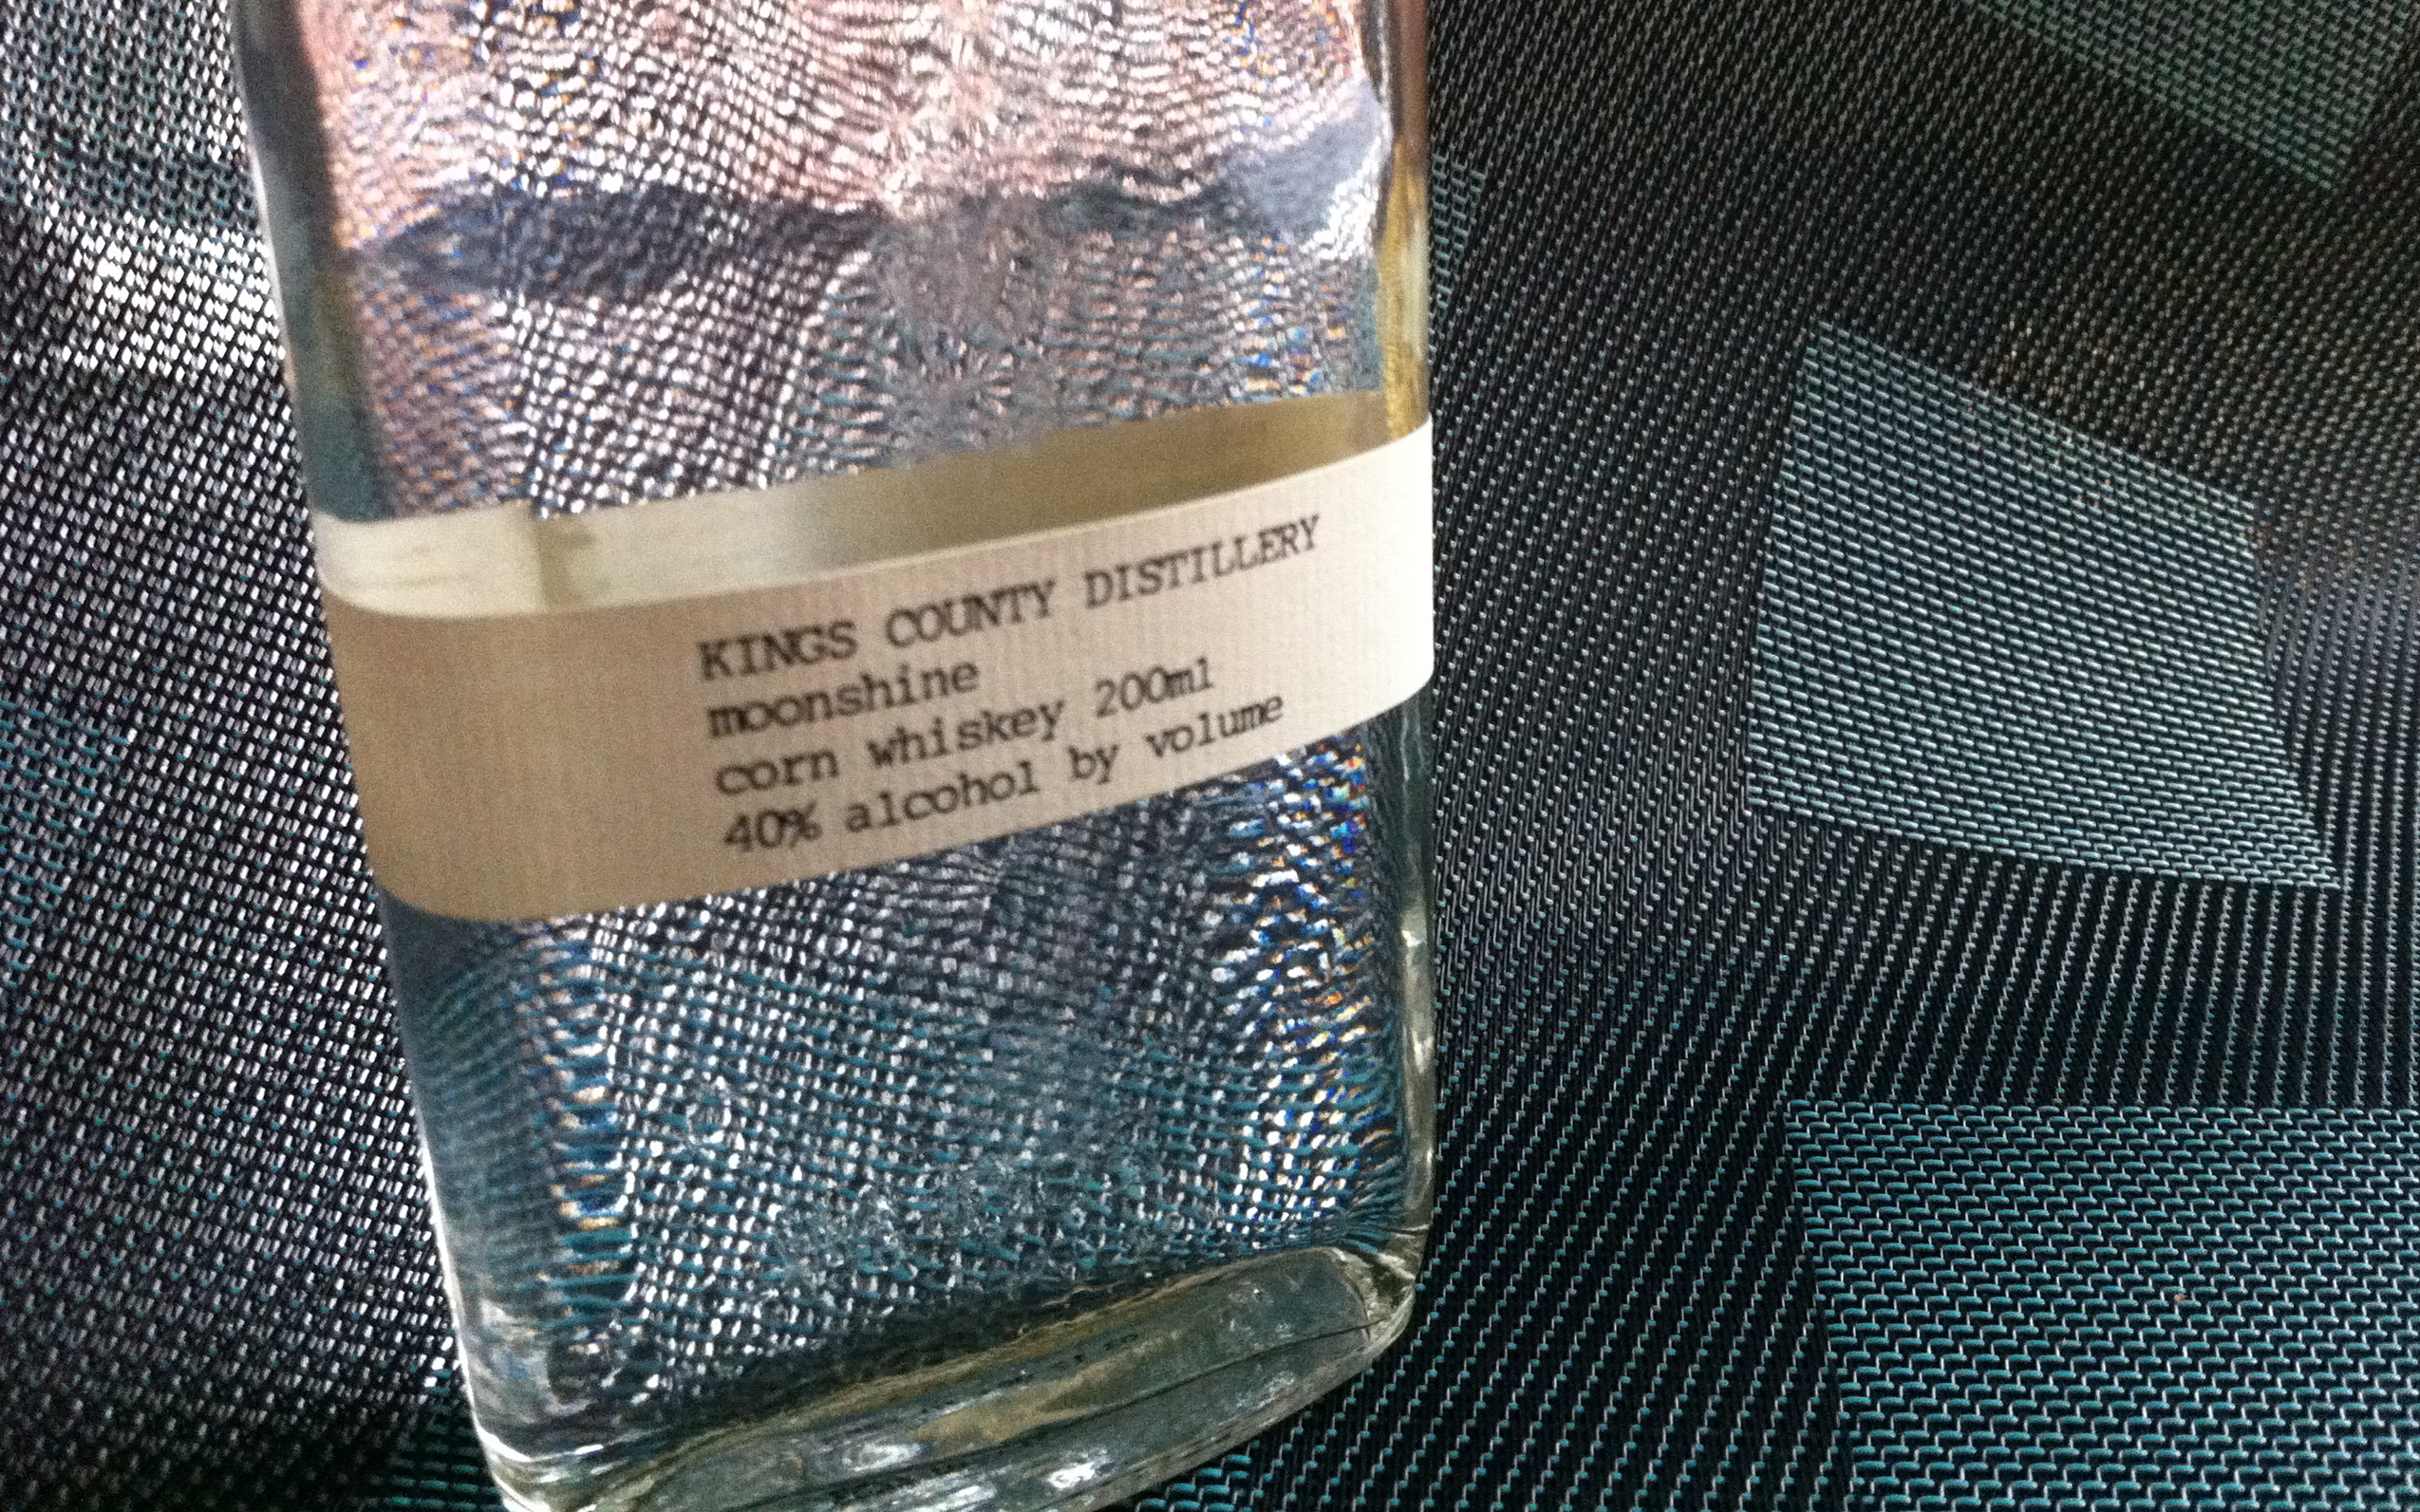 KINGS COUNTY DISTILLERY
moonshine
corn whiskey 200ml
40% alcohol by volume